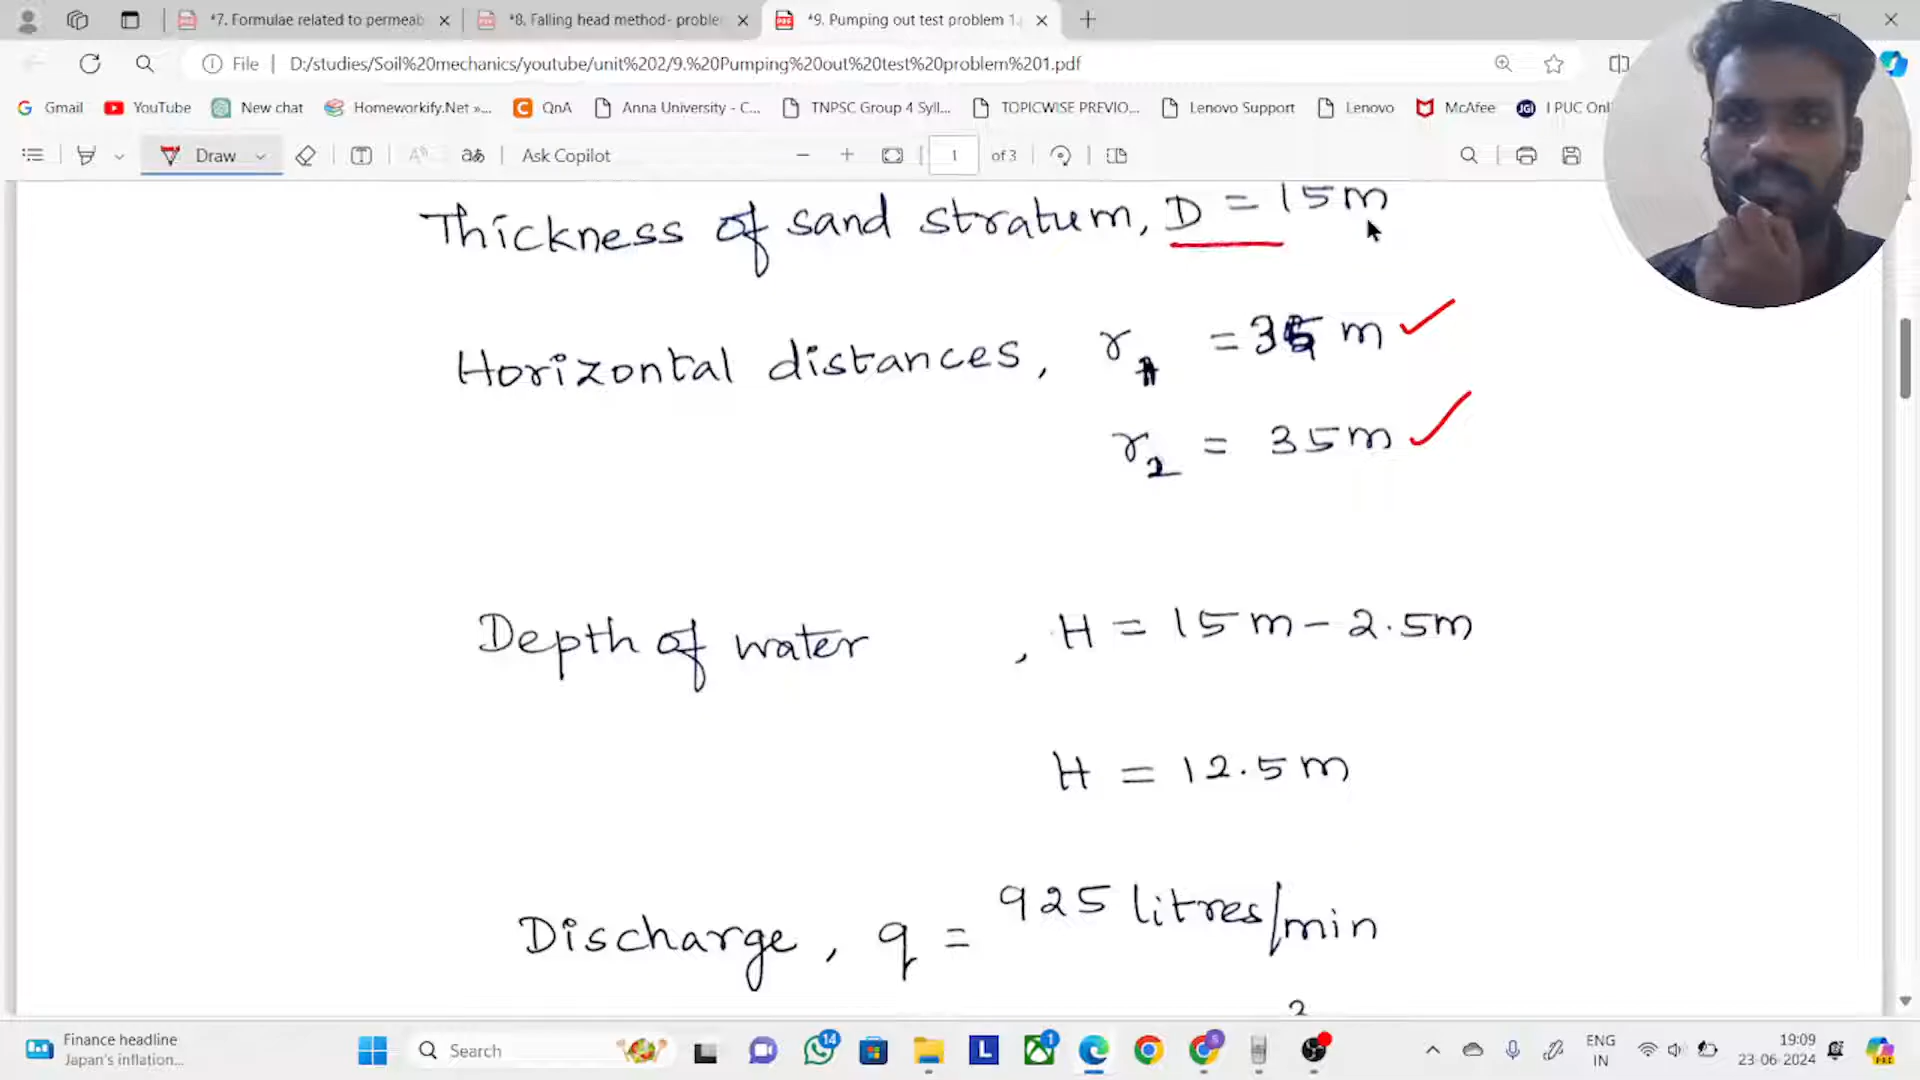 *7. Formulae related to permeab
*8. Falling head method- proble
*9. Pumping out test problem 1.
File
D:/studies/Soil%20mechanics/youtube/unit%202/9.%20Pumping%20out%20test%20problem%201.pdf
Gmail
YouTube
New chat
Homeworkify.Net »...
QnA
Anna University - C...
TNPSC Group 4 Syll...
TOPICWISE PREVIO...
Lenovo Support
Lenovo
McAfee
I PUC Onl
Draw
Ask Copilot
1 of 3
Thickness of sand stratum, D = 15m
Horizontal distances, r = m
r2 = 35m
Depth of water , H = 15m - 2.5m
H = 12.5m
Discharge, q = 925 litres/min
Finance headline
Japan's inflation...
Search
14
1
ENG
IN
19:09
23-06-2024